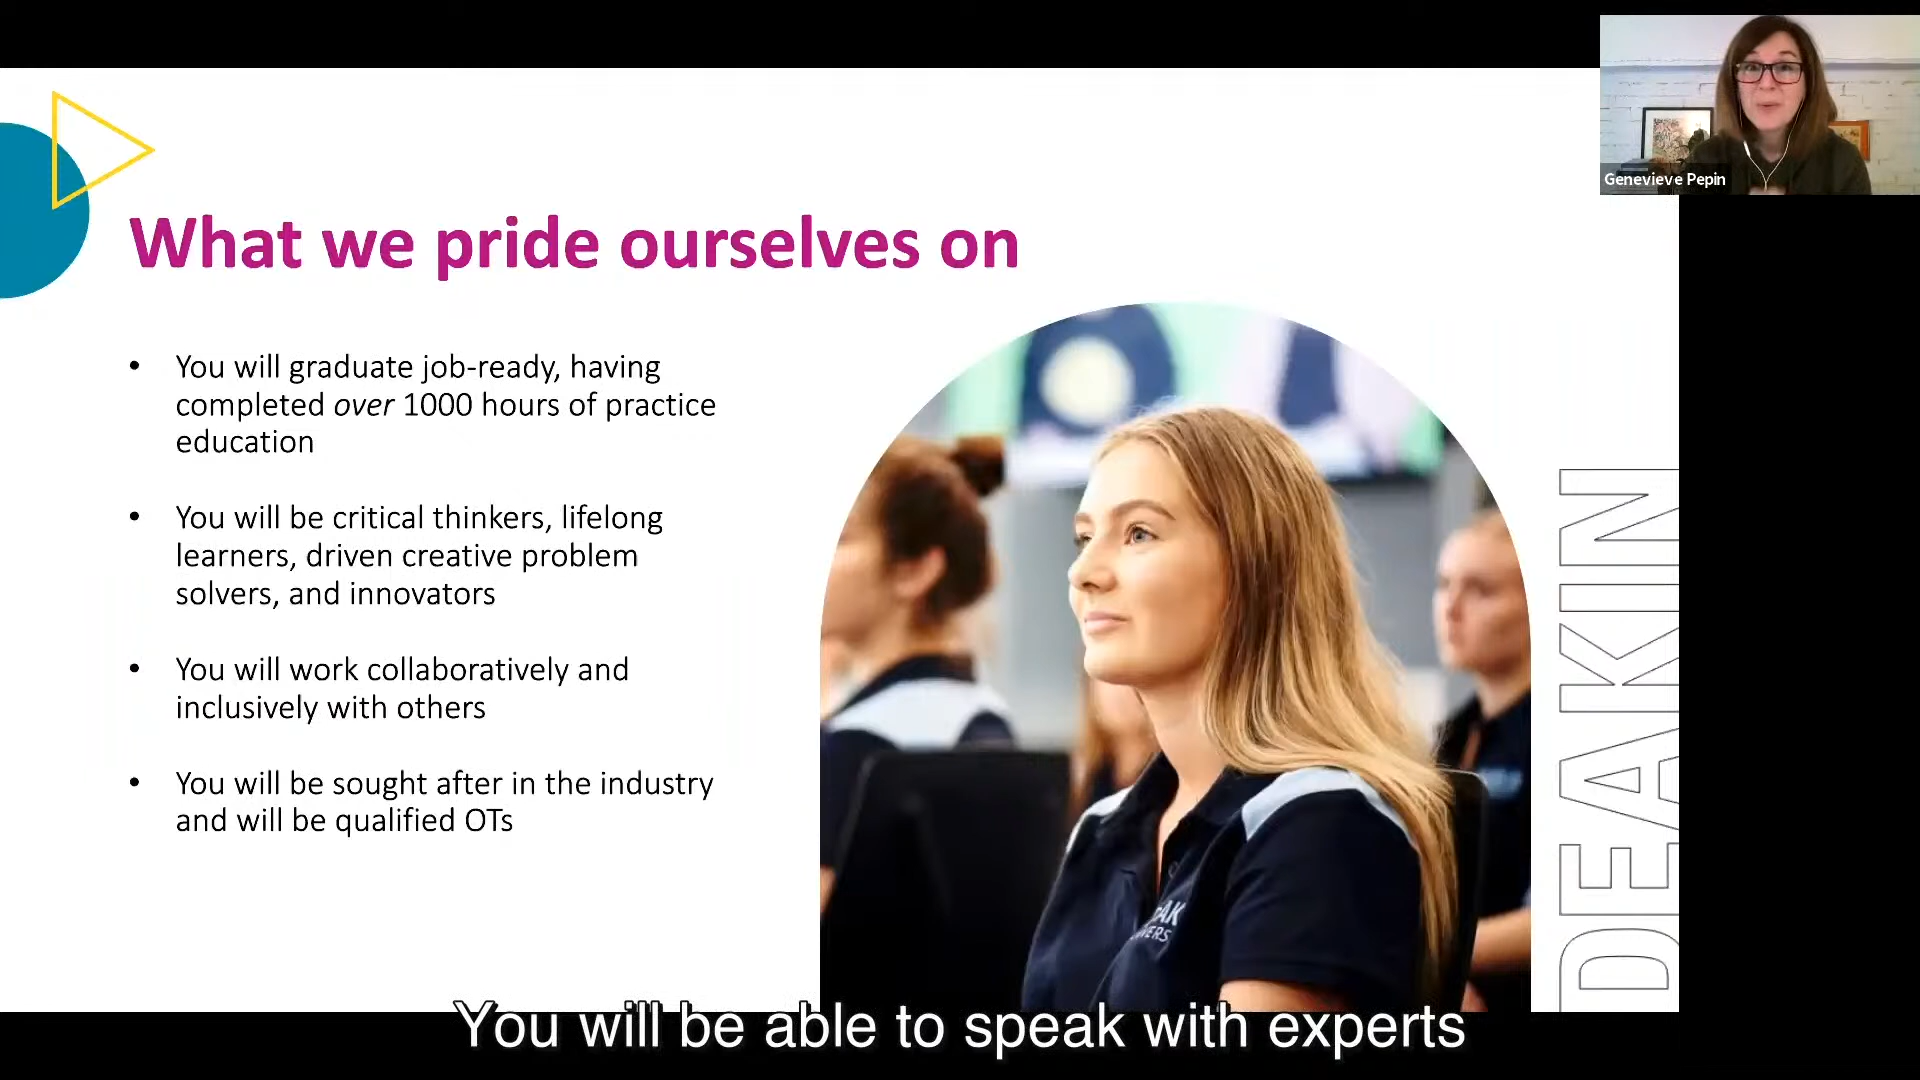 Genevieve Pepin
What we pride ourselves on
• You will graduate job-ready, having
completed over 1000 hours of practice
education
• You will be critical thinkers, lifelong
learners, driven creative problem
solvers, and innovators
• You will work collaboratively and
inclusively with others
• You will be sought after in the industry
and will be qualified OTs
DEAKIN
You will be able to speak with experts